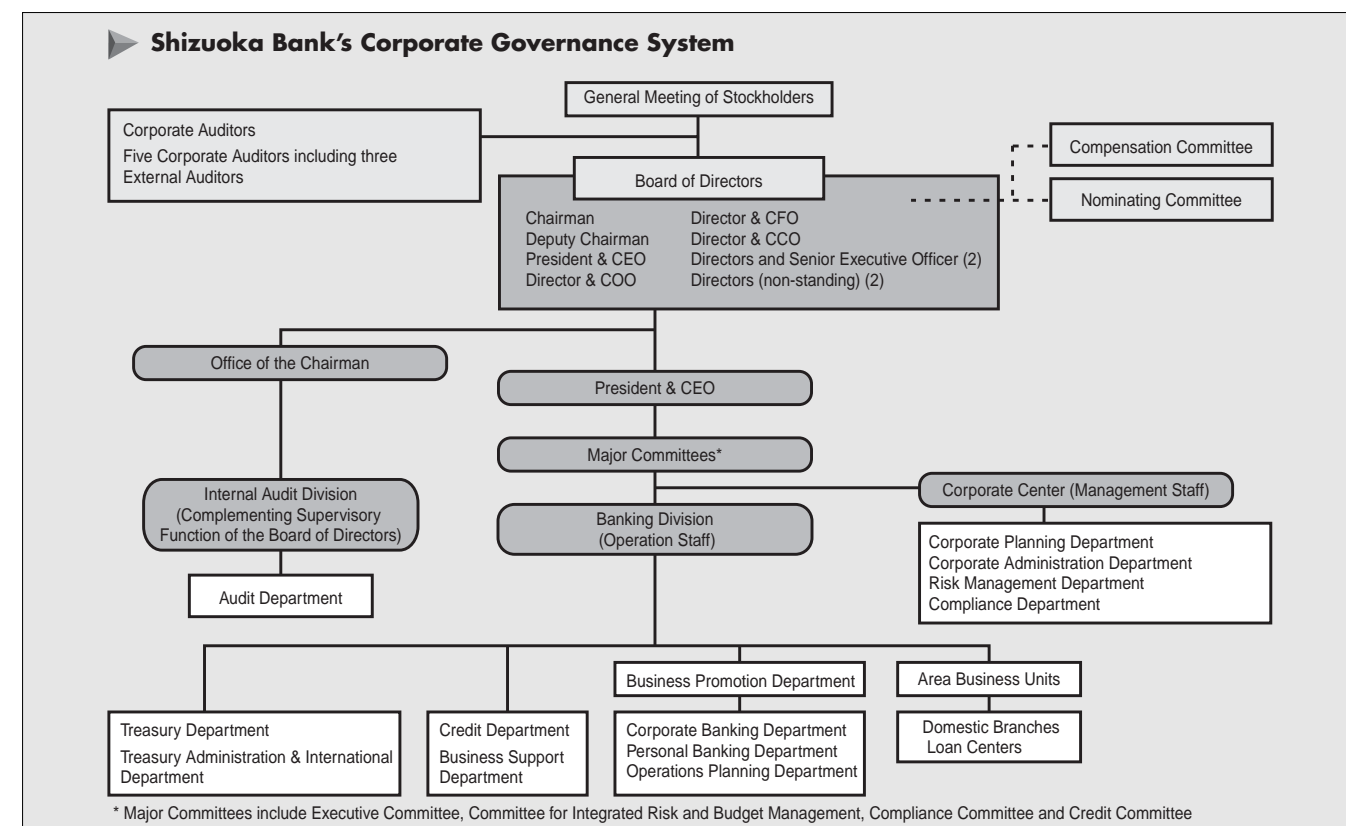 Shizuoka Bank's Corporate Governance System
General Meeting of Stockholders
Corporate Auditors
Five Corporate Auditors including three
External Auditors
Compensation Committee
Nominating Committee
Board of Directors
Chairman
Deputy Chairman
President & CEO
Director & COO
Director & CFO
Director & CCO
Directors and Senior Executive Officer (2)
Directors (non-standing) (2)
Office of the Chairman
President & CEO
Major Committees*
Internal Audit Division
(Complementing Supervisory
Function of the Board of Directors)
Banking Division
(Operation Staff)
Corporate Center (Management Staff)
Corporate Planning Department
Corporate Administration Department
Risk Management Department
Compliance Department
Audit Department
Business Promotion Department
Area Business Units
Treasury Department
Treasury Administration & International
Department
Credit Department
Business Support
Department
Corporate Banking Department
Personal Banking Department
Operations Planning Department
Domestic Branches
Loan Centers
* Major Committees include Executive Committee, Committee for Integrated Risk and Budget Management, Compliance Committee and Credit Committee